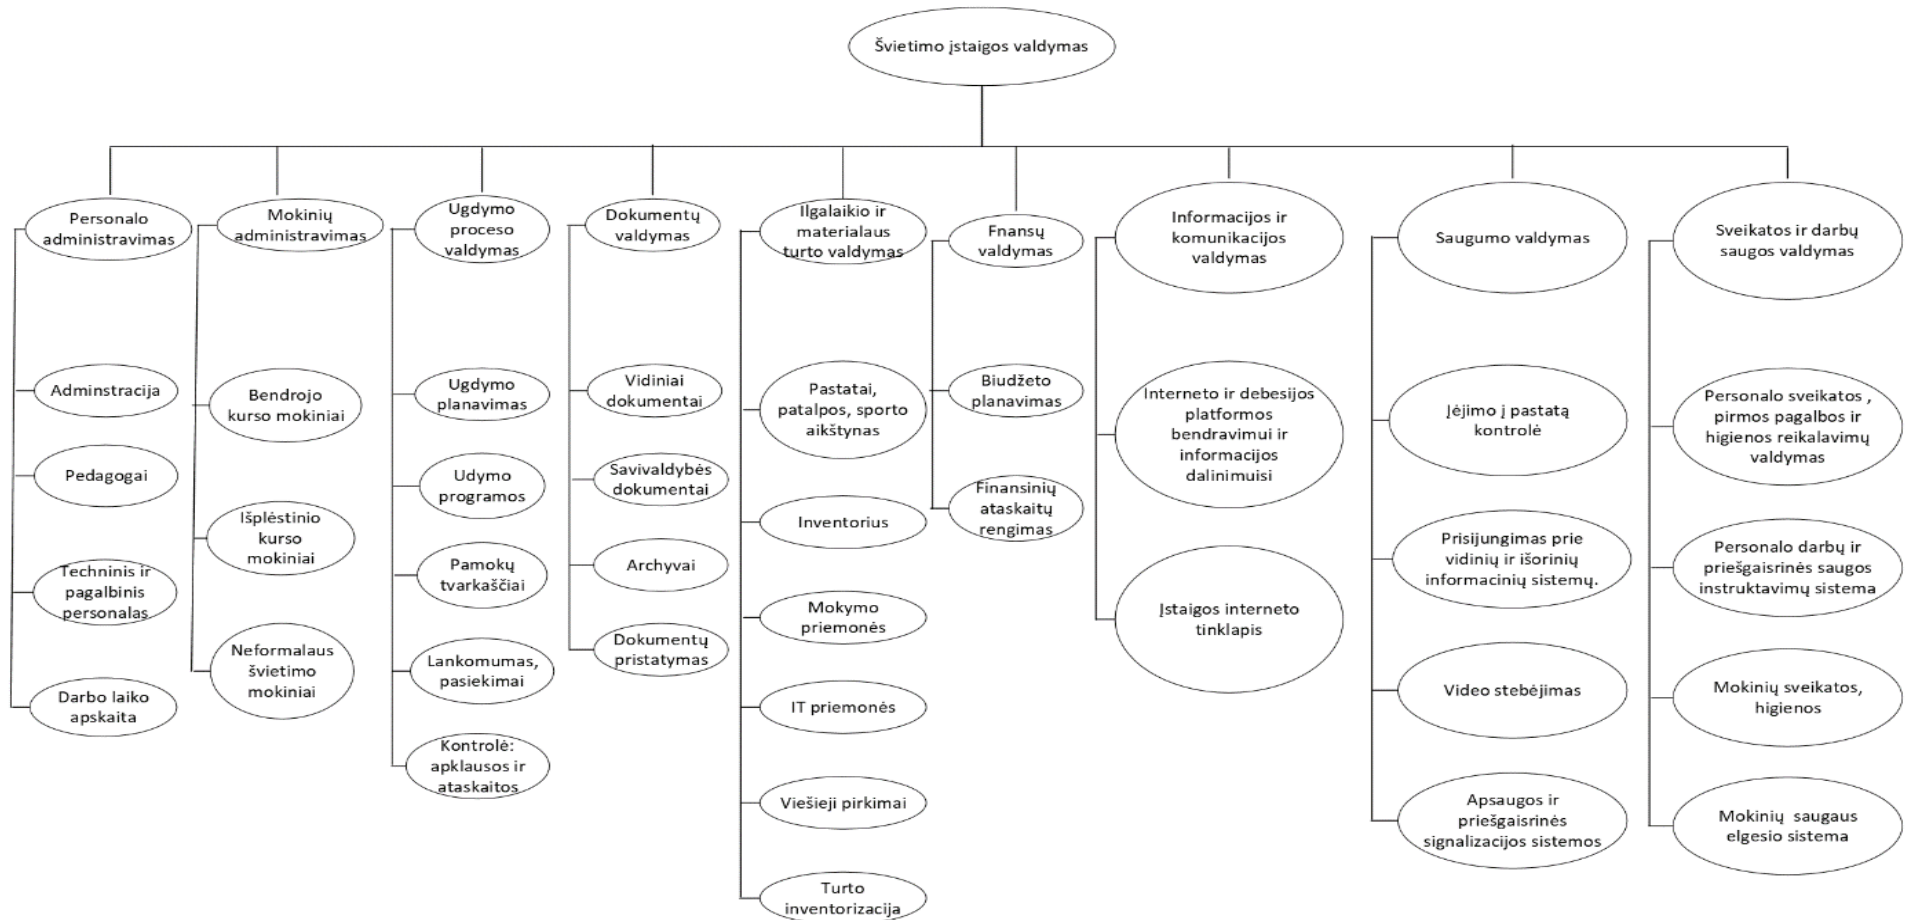 Švietimo įstaigos valdymas
Personalo
administravimas
Adminstracija
Pedagogai
Techninis ir
pagalbinis
personalas
Darbo laiko
apskaita
Mokinių
administravimas
Bendrojo
kurso mokiniai
Išplėstinio
kurso
mokiniai
Neformalaus
švietimo
mokiniai
Ugdymo
proceso
valdymas
Ugdymo
planavimas
Udymo
programos
Pamokų
tvarkaščiai
Lankomumas,
pasiekimai
Kontrolė:
apklausos ir
ataskaitos
Dokumentų
valdymas
Vidiniai
dokumentai
Savivaldybės
dokumentai
Archyvai
Dokumentų
pristatymas
Ilgalaikio ir
materialaus
turto valdymas
Pastatai,
patalpos, sporto
aikštynas
Inventorius
Mokymo
priemonės
IT priemonės
Viešieji pirkimai
Turto
inventorizacija
Fnansų
valdymas
Biudžeto
planavimas
Finansinių
ataskaitų
rengimas
Informacijos ir
komunikacijos
valdymas
Interneto ir debesijos
platformos
bendravimui ir
informacijos
dalinimuisi
Įstaigos interneto
tinklapis
Saugumo valdymas
Įėjimo į pastatą
kontrolė
Prisijungimas prie
vidinių ir išorinių
informacinių sistemų.
Video stebėjimas
Apsaugos ir
priešgaisrinės
signalizacijos sistemos
Sveikatos ir darbų
saugos valdymas
Personalo sveikatos ,
pirmos pagalbos ir
higienos reikalavimų
valdymas
Personalo darbų ir
priešgaisrinės saugos
instruktavimų sistema
Mokinių sveikatos,
higienos
Mokinių saugaus
elgesio sistema